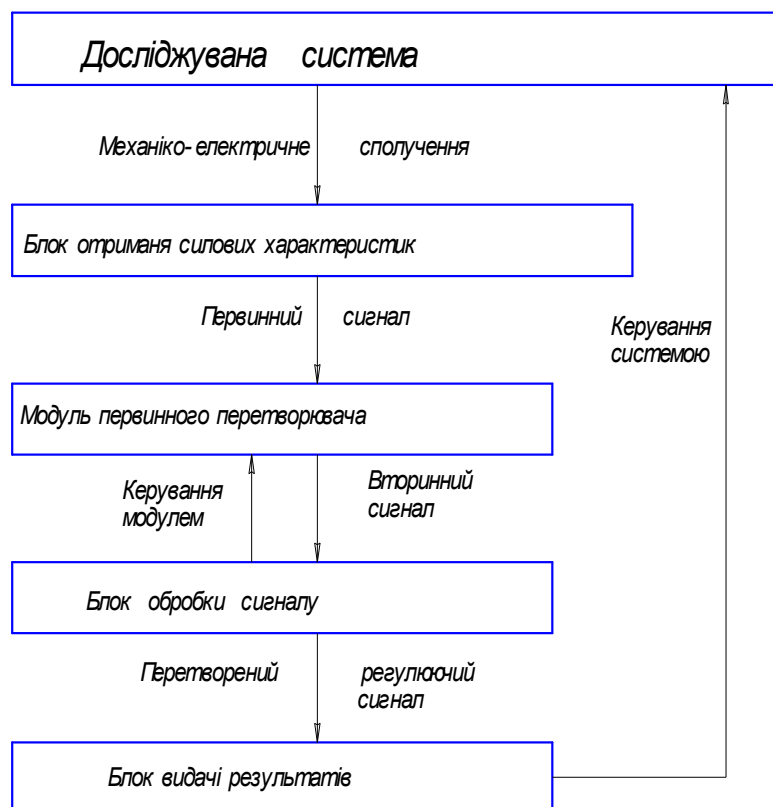 Досліджувана система
Механіко-електричне сполучення
Блок отриманя силових характеристик
Первинний сигнал
Керування
системою
Модуль первинного перетворювача
Керування
модулем
Вторинний
сигнал
Блок обробки сигналу
Перетворений регулюючий
сигнал
Блок видачі результатів